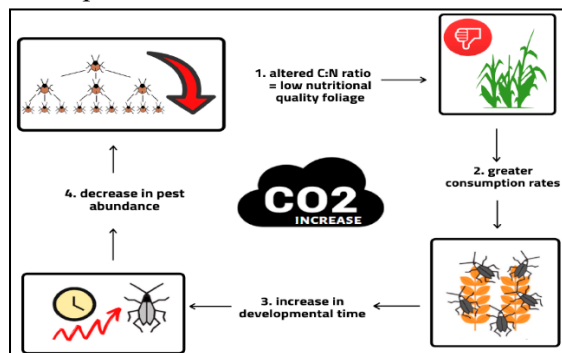 1. altered C:N ratio
= low nutritional
quality foliage
2. greater
consumption rates
CO2
INCREASE
4. decrease in pest
abundance
3. increase in
developmental time